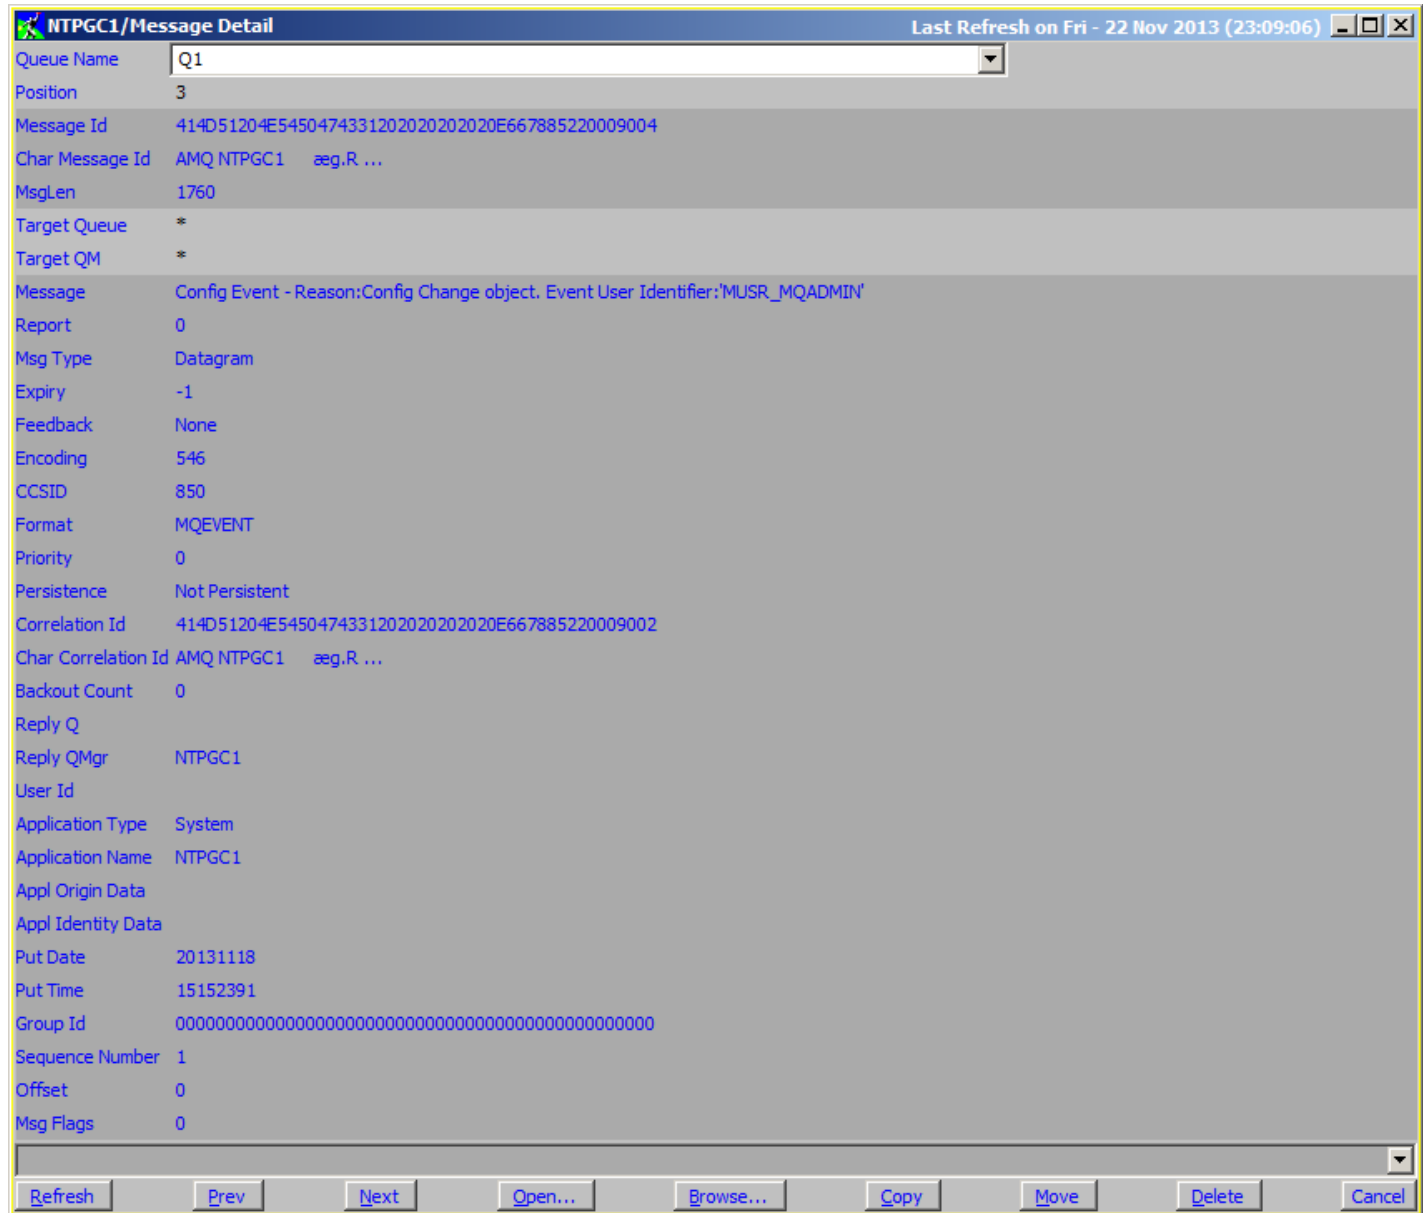 NTPGC1/Message Detail Last Refresh on Fri - 22 Nov 2013 (23:09:06)
Queue Name Q1
Position 3
Message Id 414D51204E5450474331202020202020E667885220009004
Char Message Id AMQ NTPGC1 æg.R ...
MsgLen 1760
Target Queue *
Target QM *
Message Config Event - Reason:Config Change object. Event User Identifier:'MUSR_MQADMIN'
Report 0
Msg Type Datagram
Expiry -1
Feedback None
Encoding 546
CCSID 850
Format MQEVENT
Priority 0
Persistence Not Persistent
Correlation Id 414D51204E5450474331202020202020E667885220009002
Char Correlation Id AMQ NTPGC1 æg.R ...
Backout Count 0
Reply Q
Reply QMgr NTPGC1
User Id
Application Type System
Application Name NTPGC1
Appl Origin Data
Appl Identity Data
Put Date 20131118
Put Time 15152391
Group Id 000000000000000000000000000000000000000000000000
Sequence Number 1
Offset 0
Msg Flags 0
Refresh Prev Next Open... Browse... Copy Move Delete Cancel